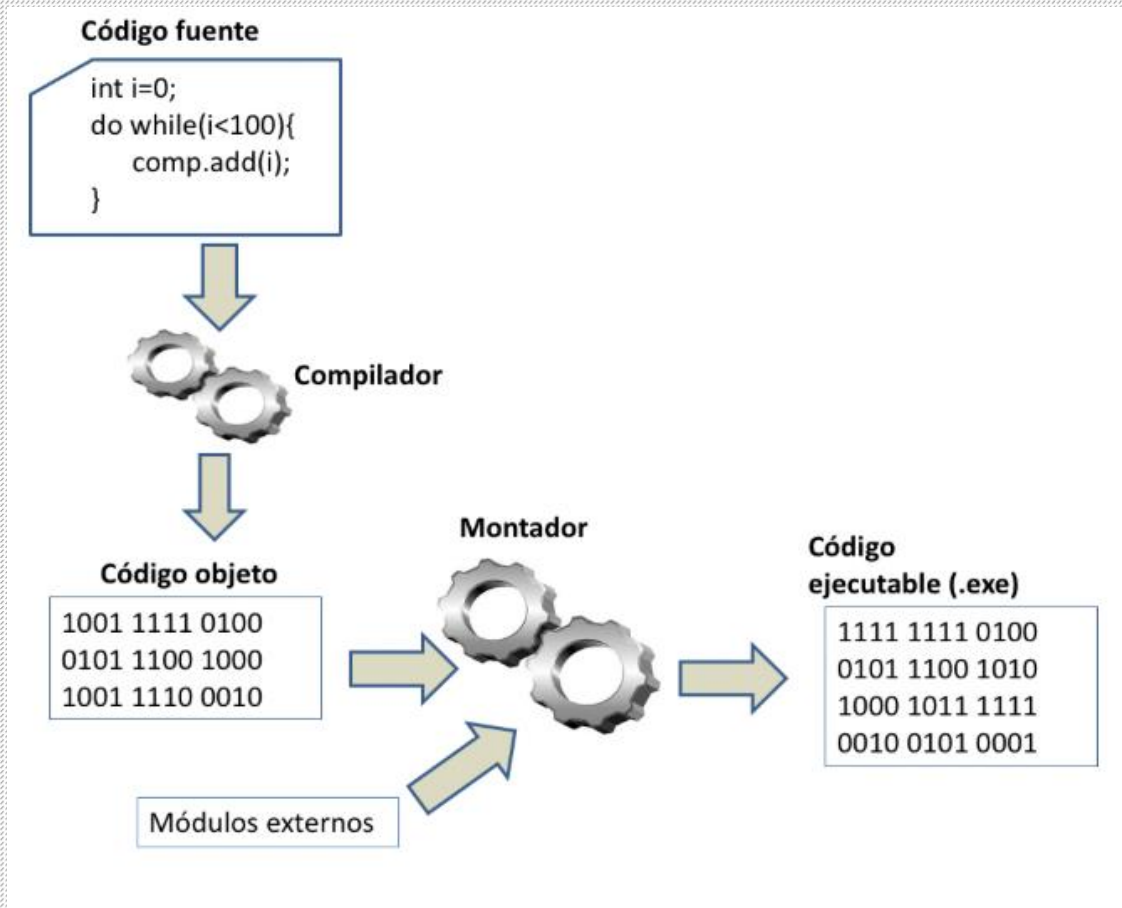 Código fuente
int i=0;
do while(i<100){
comp.add(i);
}
Compilador
Código objeto
1001 1111 0100
0101 1100 1000
1001 1110 0010
Módulos externos
Montador
Código
ejecutable (.exe)
1111 1111 0100
0101 1100 1010
1000 1011 1111
0010 0101 0001